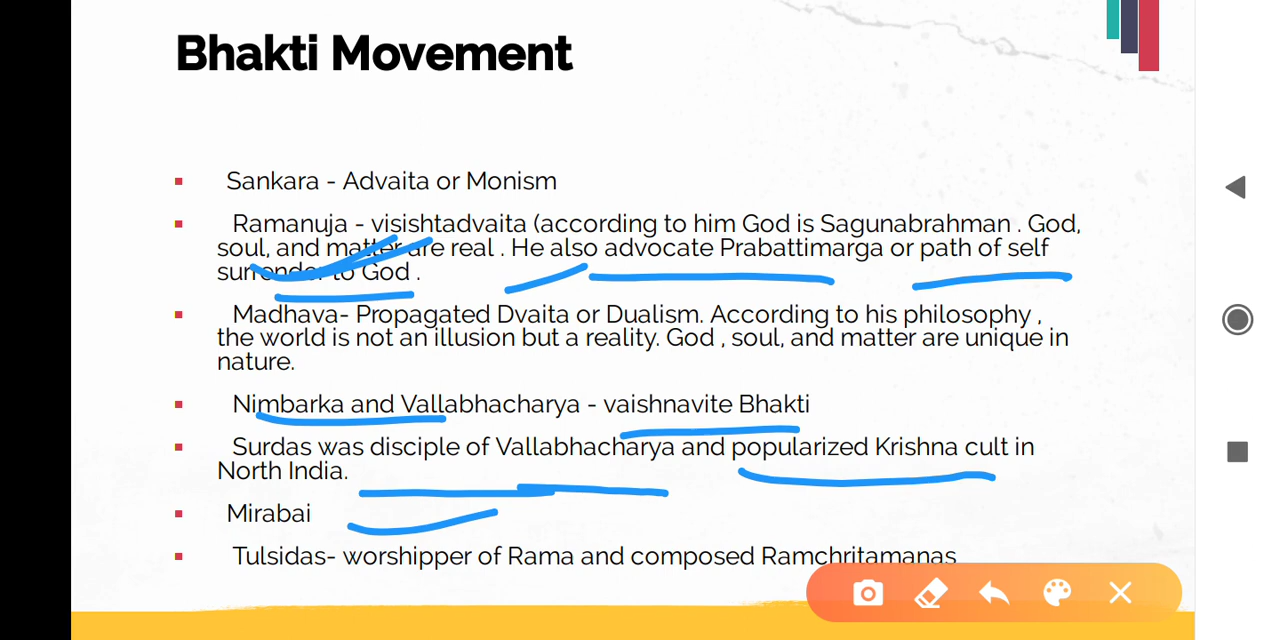 Bhakti Movement
Sankara - Advaita or Monism
Ramanuja - visishtadvaita (according to him God is Sagunabrahman . God,
soul, and matter are real . He also advocate Prabattimarga or path of self
surrender to God .
Madhava- Propagated Dvaita or Dualism. According to his philosophy ,
the world is not an illusion but a reality. God , soul, and matter are unique in
nature.
Nimbarka and Vallabhacharya - vaishnavite Bhakti
Surdas was disciple of Vallabhacharya and popularized Krishna cult in
North India.
Mirabai
Tulsidas- worshipper of Rama and composed Ramchritamanas